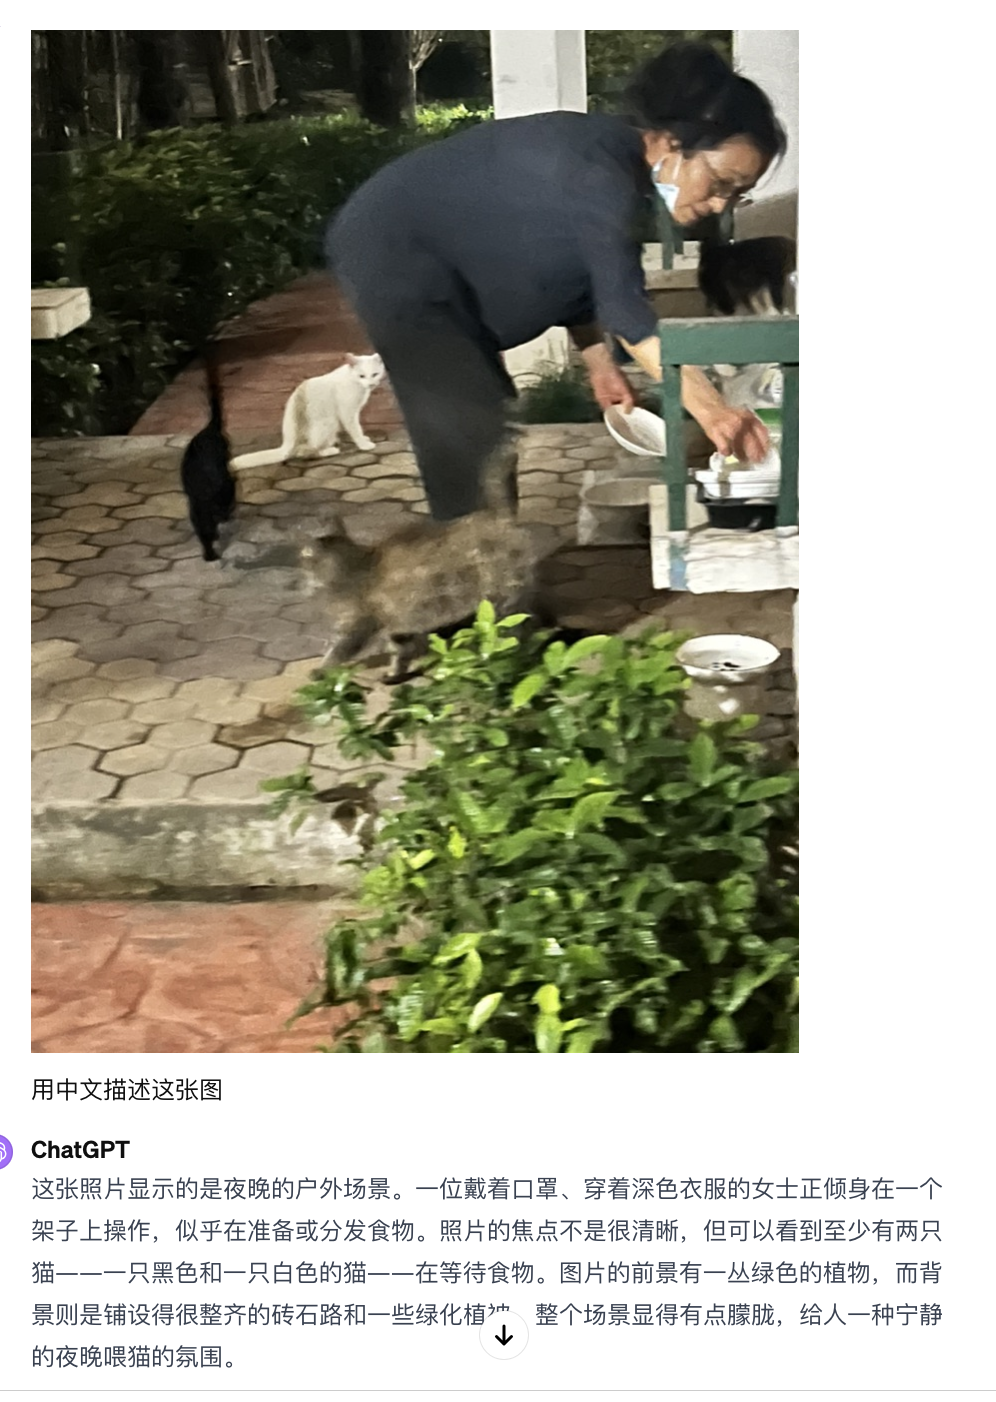 用中文描述这张图
ChatGPT
这张照片显示的是夜晚的户外场景。一位戴着口罩、穿着深色衣服的女士正倾身在一个
架子上操作，似乎在准备或分发食物。照片的焦点不是很清晰，但可以看到至少有两只
猫——一只黑色和一只白色的猫——在等待食物。图片的前景有一丛绿色的植物，而背
景则是铺设得很整齐的砖石路和一些绿化植 整个场景显得有点朦胧，给人一种宁静
的夜晚喂猫的氛围。